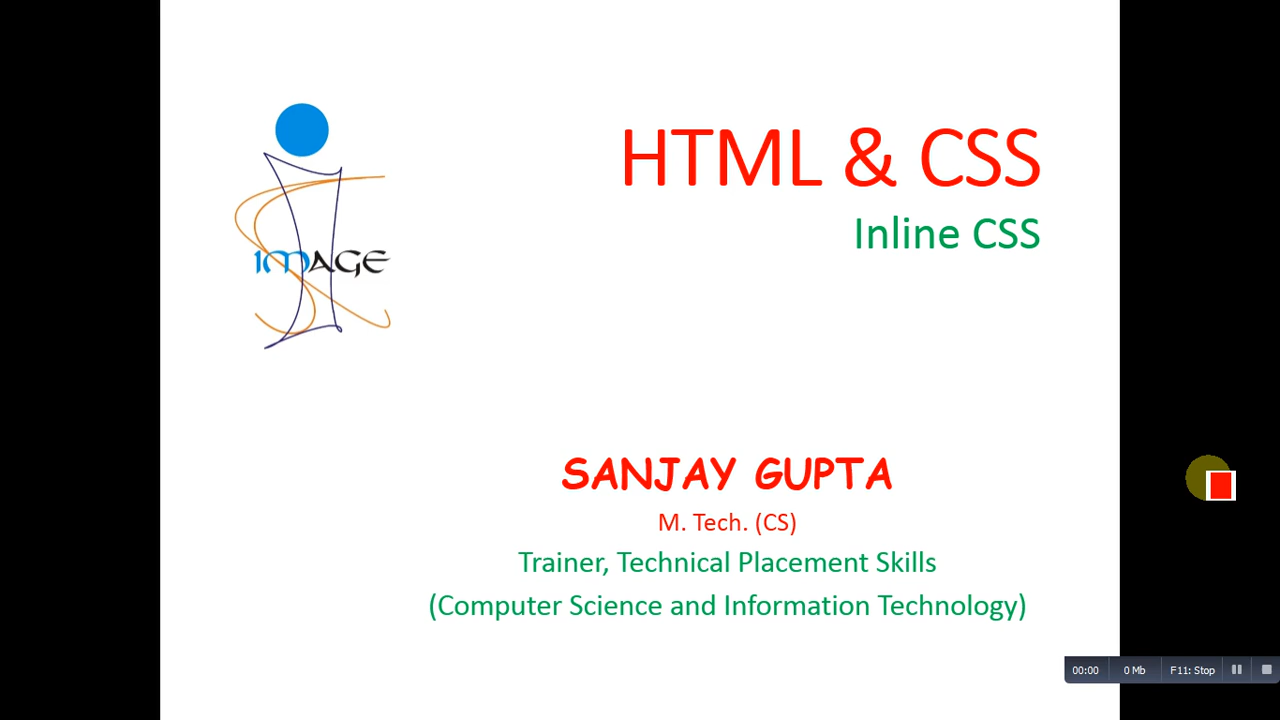 HTML & CSS
Inline CSS
IMAGE
SANJAY GUPTA
M. Tech. (CS)
Trainer, Technical Placement Skills
(Computer Science and Information Technology)
00:00 0 Mb F11: Stop